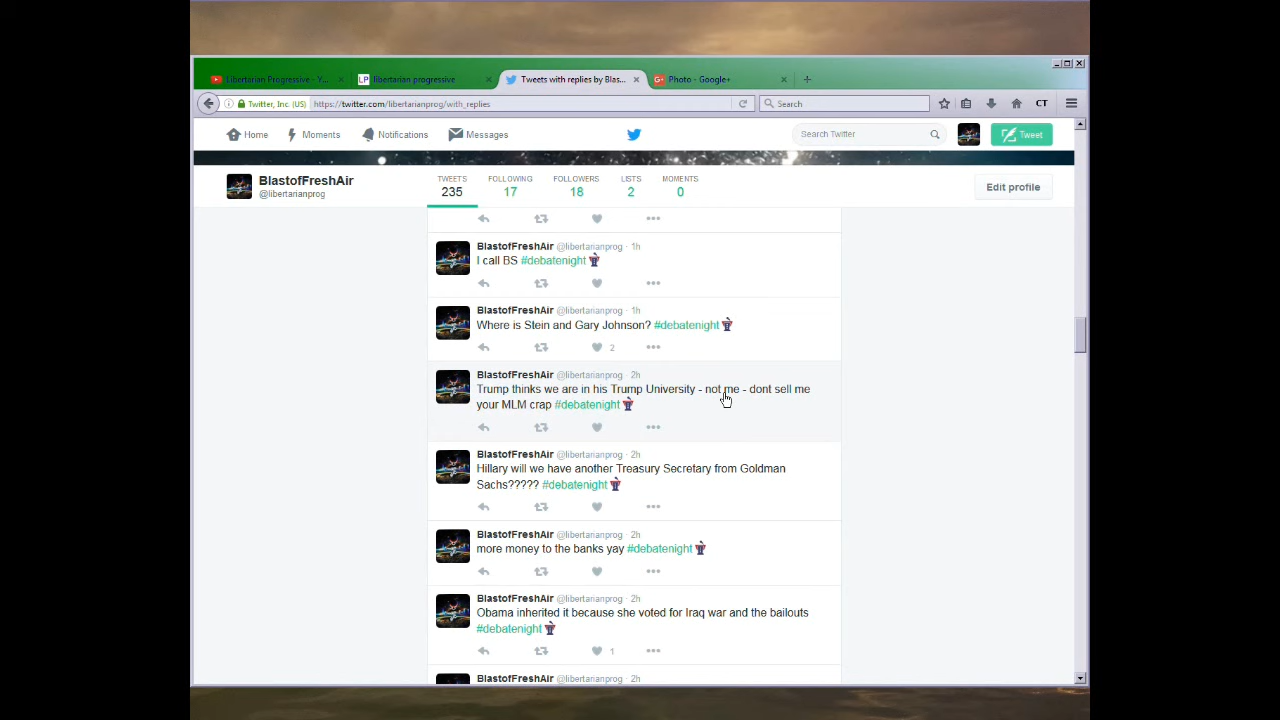 Libertarian Progressive - Y...
LP libertarian progressive
Tweets with replies by Blas...
G+ Photo - Google+
Twitter, Inc. (US)
https://twitter.com/libertarianprog/with_replies
Search
CT
Home
Moments
Notifications
Messages
Search Twitter
Tweet
BlastofFreshAir
@libertarianprog
TWEETS
235
FOLLOWING
17
FOLLOWERS
18
LISTS
2
MOMENTS
0
Edit profile
BlastofFreshAir @libertarianprog · 1h
I call BS #debatenight
BlastofFreshAir @libertarianprog · 1h
Where is Stein and Gary Johnson? #debatenight
2
BlastofFreshAir @libertarianprog · 2h
Trump thinks we are in his Trump University - not me - dont sell me
your MLM crap #debatenight
BlastofFreshAir @libertarianprog · 2h
Hillary will we have another Treasury Secretary from Goldman
Sachs????? #debatenight
BlastofFreshAir @libertarianprog · 2h
more money to the banks yay #debatenight
BlastofFreshAir @libertarianprog · 2h
Obama inherited it because she voted for Iraq war and the bailouts
#debatenight
1
BlastofFreshAir @libertarianprog · 2h